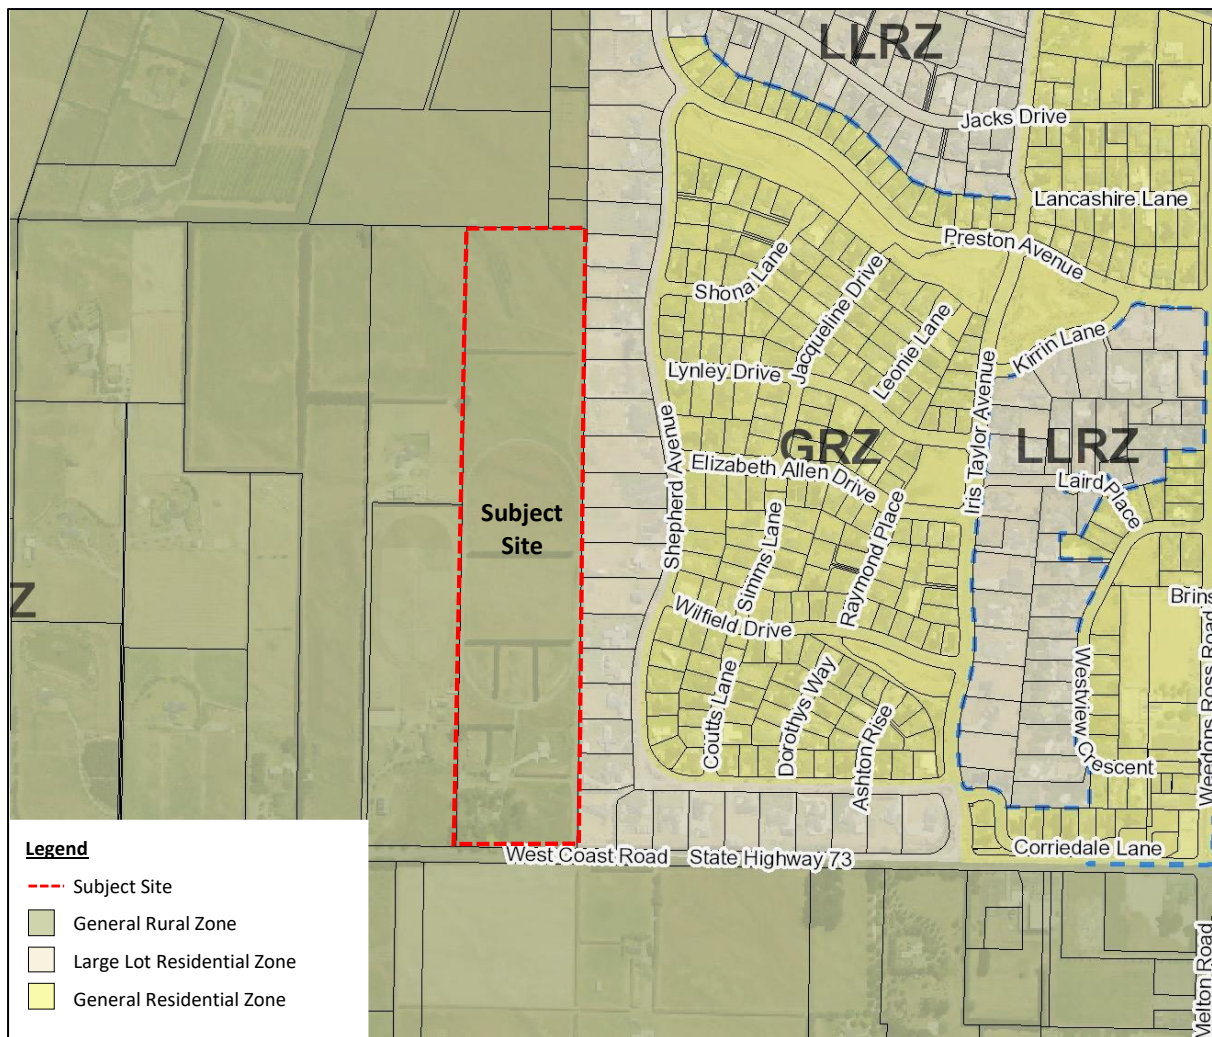 LLRZ
Jacks Drive
Lancashire Lane
Preston Avenue
Shona Lane
Jacqueline Drive
Leonie Lane
Kirrin Lane
Lynley Drive
Iris Taylor Avenue
Shepherd Avenue
GRZ
LLRZ
Elizabeth Allen Drive
Laird Place
Subject
Site
Simms Lane
Raymond Place
Z
Brins
Wilfield Drive
Weedons Ross Road
Westview Crescent
Coutts Lane
Dorothys Way
Ashton Rise
West Coast Road
State Highway 73
Corriedale Lane
Melton Road
Legend
Subject Site
General Rural Zone
Large Lot Residential Zone
General Residential Zone